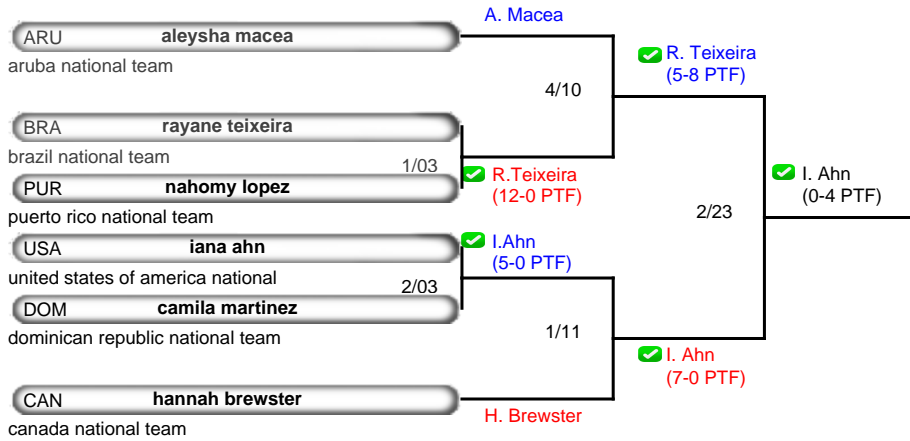 A. Macea
ARU aleysha macea
aruba national team
R. Teixeira
(5-8 PTF)
4/10
BRA rayane teixeira
brazil national team
1/03
PUR nahomy lopez
puerto rico national team
R.Teixeira
(12-0 PTF)
I. Ahn
(0-4 PTF)
2/23
USA iana ahn
united states of america national
I.Ahn
(5-0 PTF)
2/03
DOM camila martinez
dominican republic national team
1/11
I. Ahn
(7-0 PTF)
CAN hannah brewster
canada national team
H. Brewster